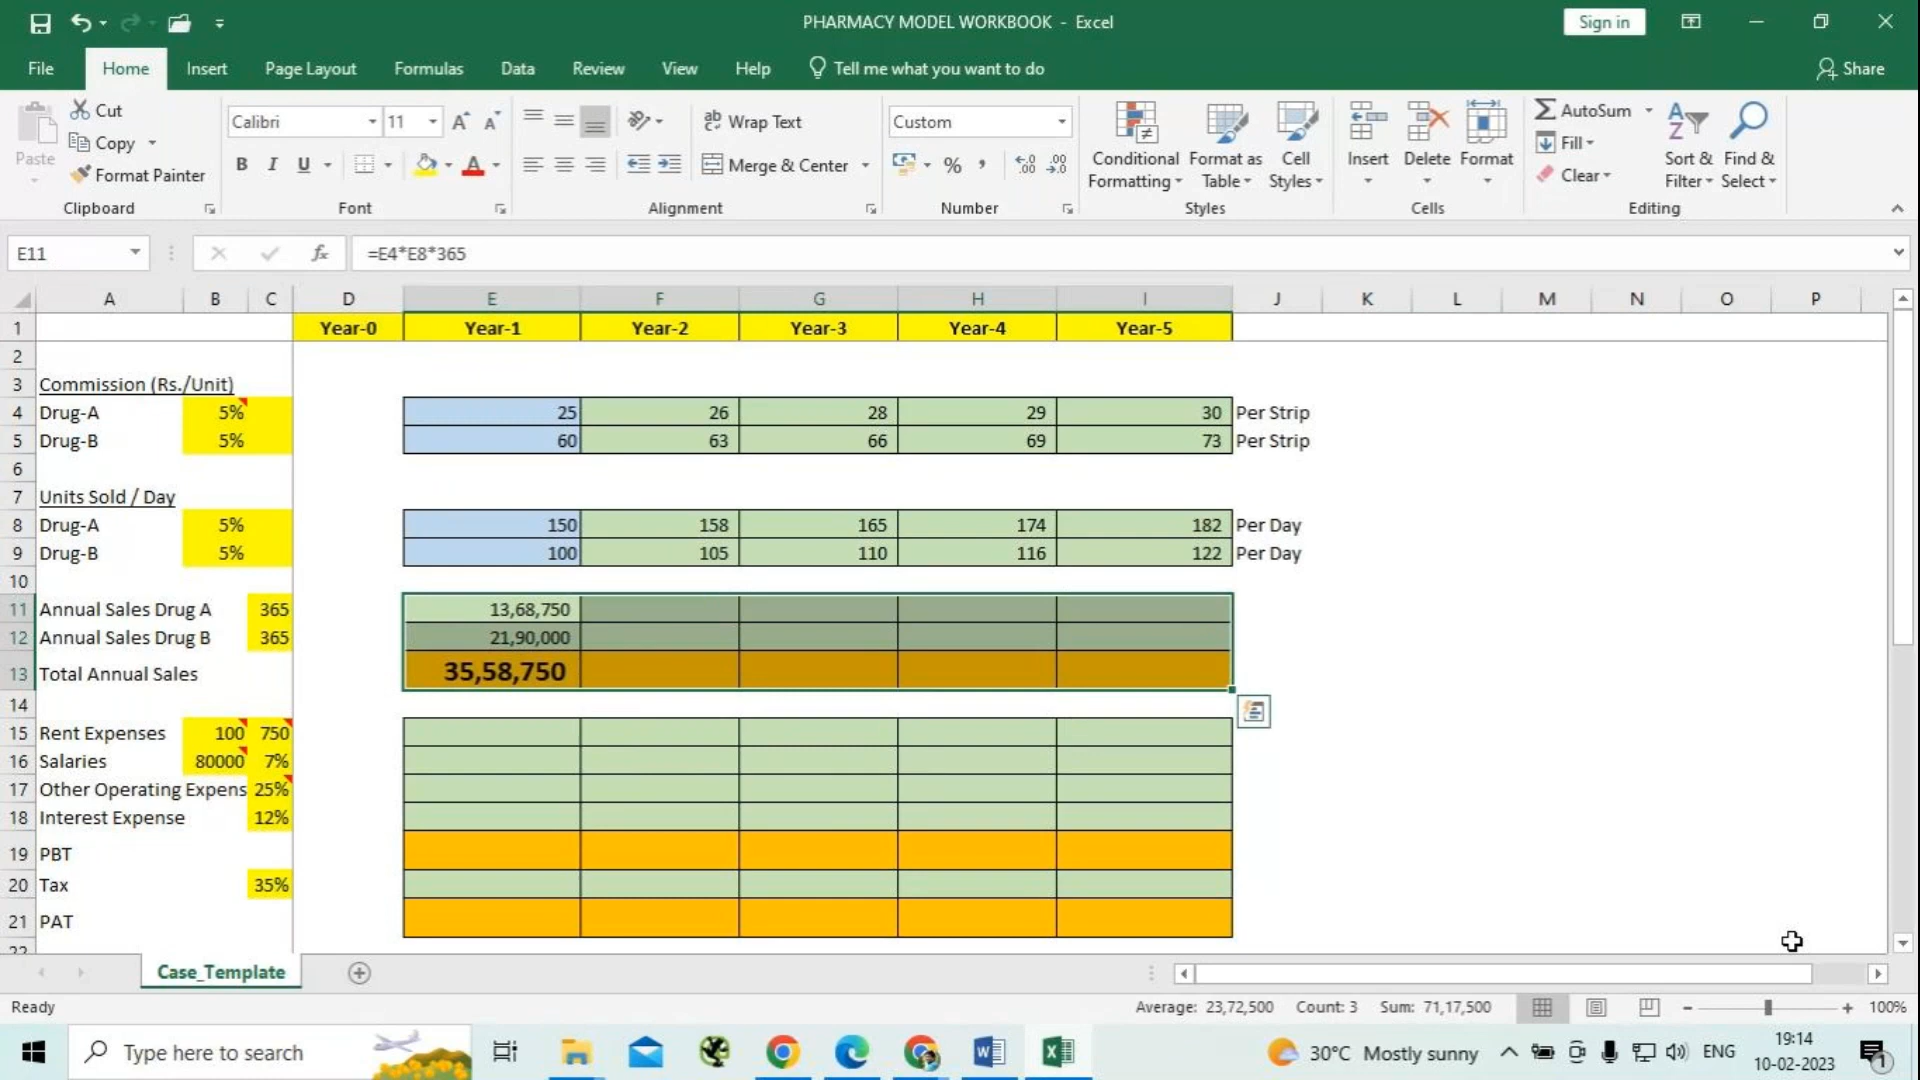 PHARMACY MODEL WORKBOOK - Excel
Sign in
File Home Insert Page Layout Formulas Data Review View Help Tell me what you want to do Share
Paste
Cut
Copy
Format Painter
Clipboard
Calibri 11
B I U
Font
Wrap Text
Merge & Center
Alignment
Custom
%
Number
Conditional Formatting
Format as Table
Cell Styles
Styles
Insert
Delete
Format
Cells
AutoSum
Fill
Clear
Sort & Filter
Find & Select
Editing
E11 fx =E4*E8*365
A B C D E F G H I J K L M N O P
1 Year-0 Year-1 Year-2 Year-3 Year-4 Year-5
2
3 Commission (Rs./Unit)
4 Drug-A 5% 25 26 28 29 30 Per Strip
5 Drug-B 5% 60 63 66 69 73 Per Strip
6
7 Units Sold / Day
8 Drug-A 5% 150 158 165 174 182 Per Day
9 Drug-B 5% 100 105 110 116 122 Per Day
10
11 Annual Sales Drug A 365 13,68,750
12 Annual Sales Drug B 365 21,90,000
13 Total Annual Sales 35,58,750
14
15 Rent Expenses 100 750
16 Salaries 80000 7%
17 Other Operating Expens 25%
18 Interest Expense 12%
19 PBT
20 Tax 35%
21 PAT
22
Case_Template
Ready Average: 23,72,500 Count: 3 Sum: 71,17,500 100%
Type here to search 30°C Mostly sunny ENG 19:14
10-02-2023 1